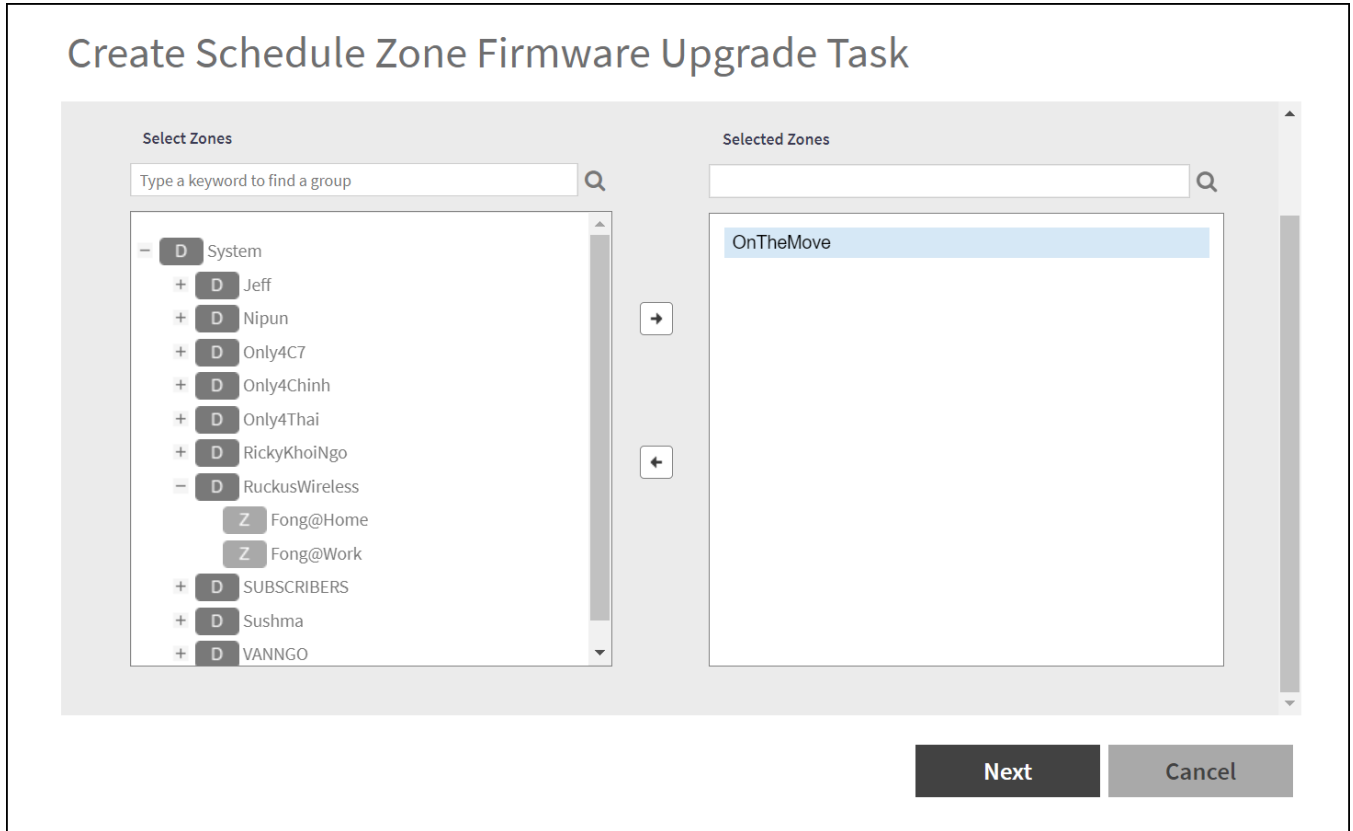 Create Schedule Zone Firmware Upgrade Task
Select Zones
Type a keyword to find a group
D System
D Jeff
D Nipun
D Only4C7
D Only4Chinh
D Only4Thai
D RickyKhoiNgo
D RuckusWireless
Z Fong@Home
Z Fong@Work
D SUBSCRIBERS
D Sushma
D VANNGO
Selected Zones
OnTheMove
Next
Cancel